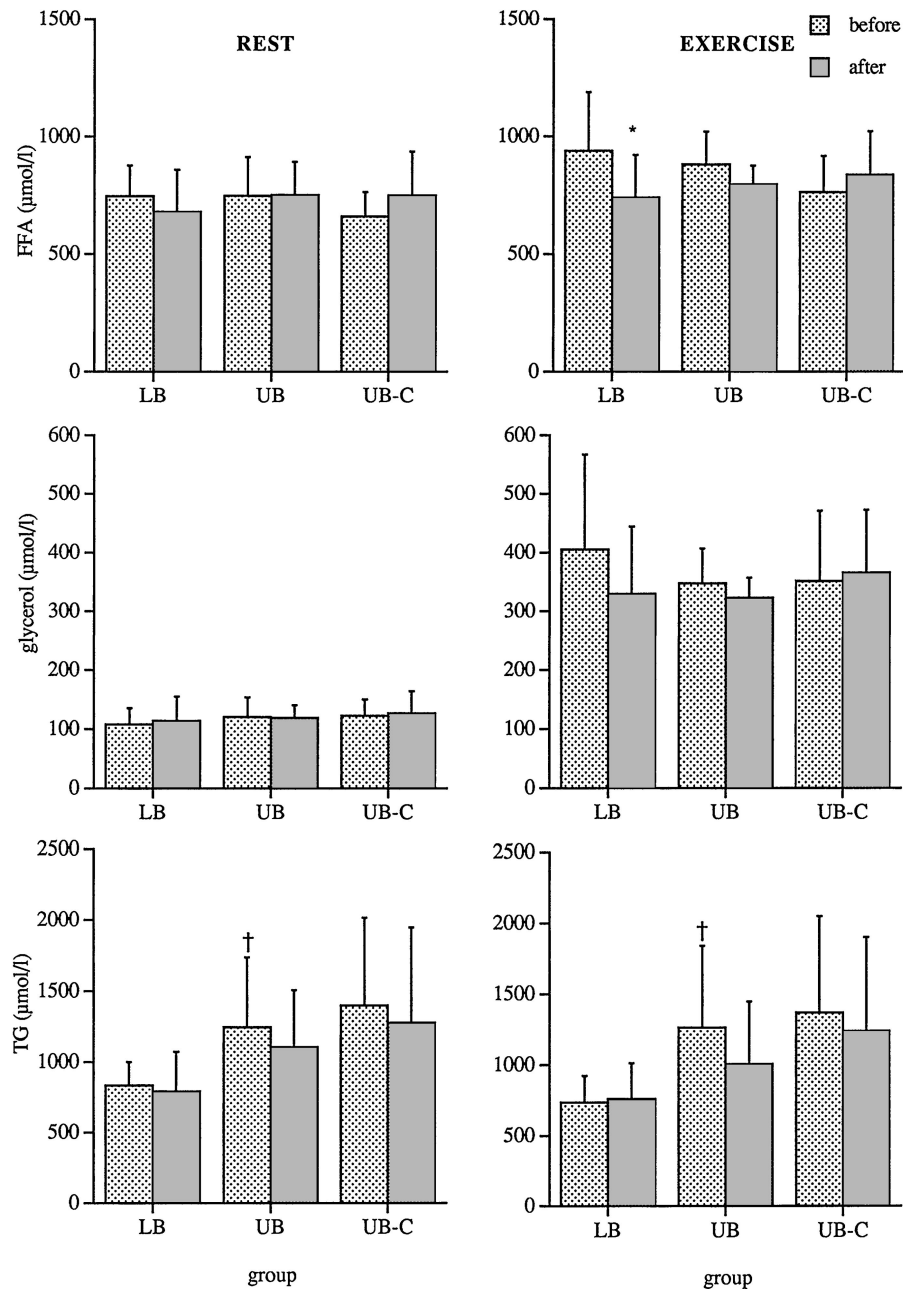 REST
EXERCISE
before
after
FFA (µmol/l)
1500
1000
500
0
LB UB UB-C
*
1500
1000
500
0
LB UB UB-C
glycerol (µmol/l)
600
500
400
300
200
100
0
LB UB UB-C
600
500
400
300
200
100
0
LB UB UB-C
TG (µmol/l)
2500
2000
1500
1000
500
0
†
LB UB UB-C
group
2500
2000
1500
1000
500
0
†
LB UB UB-C
group